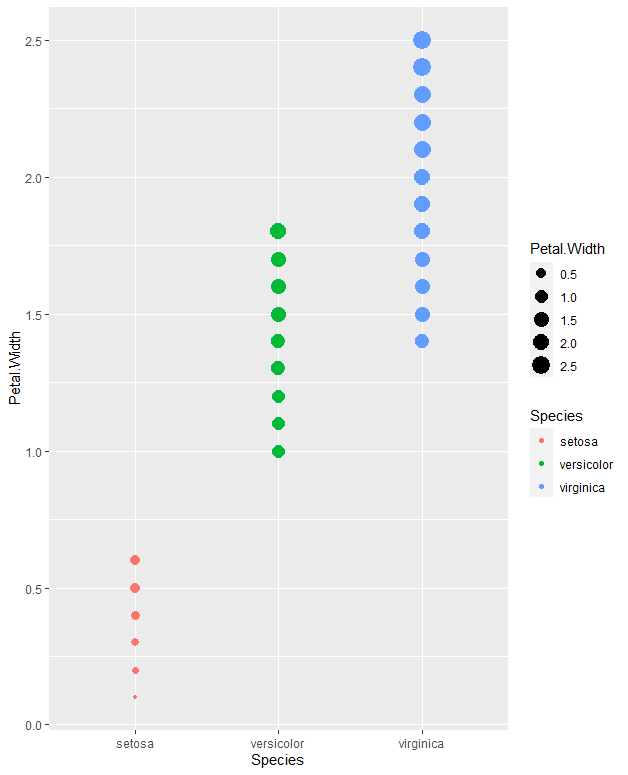 2.5
2.0
1.5
1.0
0.5
0.0
Petal.Width
setosa
versicolor
virginica
Species
Petal.Width
0.5
1.0
1.5
2.0
2.5
Species
setosa
versicolor
virginica